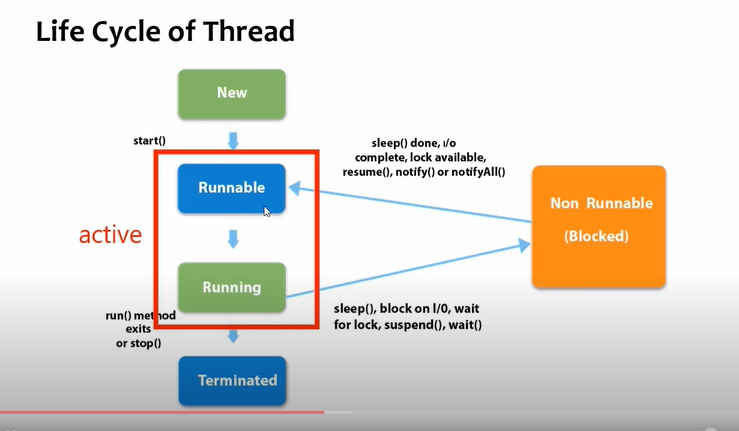 Life Cycle of Thread
New
start()
sleep() done, I/o
complete, lock available,
resume(), notify() or notifyAll()
Runnable
Non Runnable
(Blocked)
active
Running
sleep(), block on I/0, wait
for lock, suspend(), wait()
run() method
exits
or stop()
Terminated